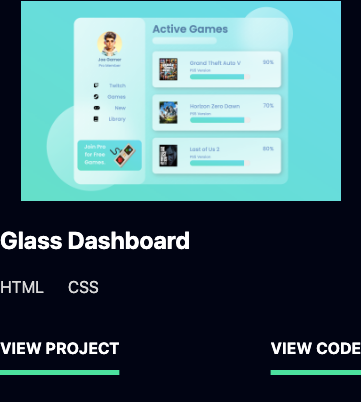 Active Games
Joe Gamer
Pro Member
Twitch
Games
New
Library
Join Pro
for Free
Games.
Grand Theft Auto V
PS5 Version
60%
Horizon Zero Dawn
PS5 Version
70%
Last of Us 2
PS5 Version
60%
Glass Dashboard
HTML CSS
VIEW PROJECT
VIEW CODE